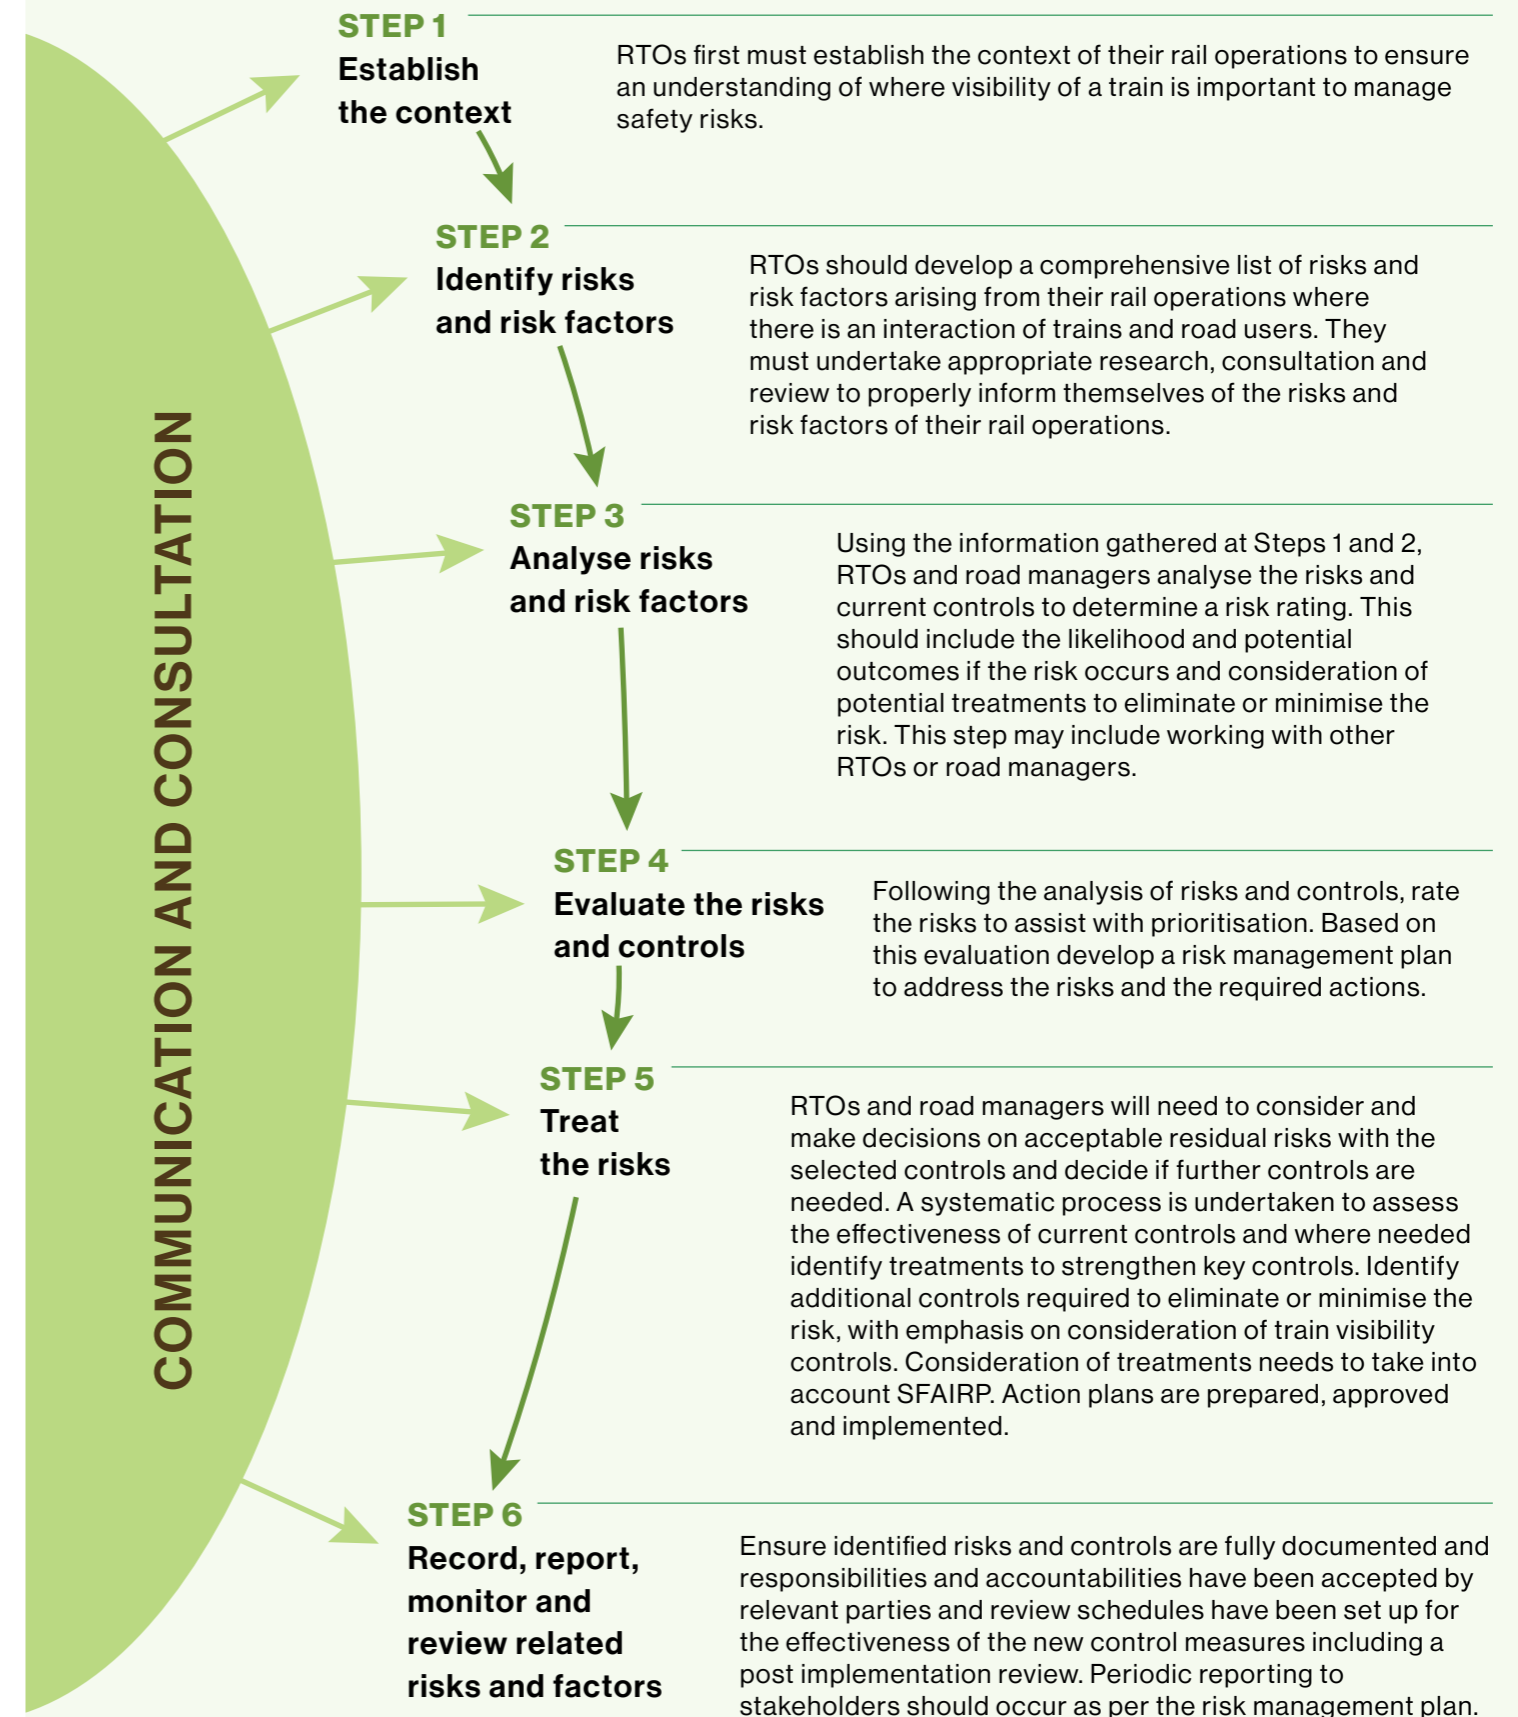 COMMUNICATION AND CONSULTATION
STEP 1
Establish
the context
RTOs first must establish the context of their rail operations to ensure
an understanding of where visibility of a train is important to manage
safety risks.
STEP 2
Identify risks
and risk factors
RTOs should develop a comprehensive list of risks and
risk factors arising from their rail operations where
there is an interaction of trains and road users. They
must undertake appropriate research, consultation and
review to properly inform themselves of the risks and
risk factors of their rail operations.
STEP 3
Analyse risks
and risk factors
Using the information gathered at Steps 1 and 2,
RTOs and road managers analyse the risks and
current controls to determine a risk rating. This
should include the likelihood and potential
outcomes if the risk occurs and consideration of
potential treatments to eliminate or minimise the
risk. This step may include working with other
RTOs or road managers.
STEP 4
Evaluate the risks
and controls
Following the analysis of risks and controls, rate
the risks to assist with prioritisation. Based on
this evaluation develop a risk management plan
to address the risks and the required actions.
STEP 5
Treat
the risks
RTOs and road managers will need to consider and
make decisions on acceptable residual risks with the
selected controls and decide if further controls are
needed. A systematic process is undertaken to assess
the effectiveness of current controls and where needed
identify treatments to strengthen key controls. Identify
additional controls required to eliminate or minimise the
risk, with emphasis on consideration of train visibility
controls. Consideration of treatments needs to take into
account SFAIRP. Action plans are prepared, approved
and implemented.
STEP 6
Record, report,
monitor and
review related
risks and factors
Ensure identified risks and controls are fully documented and
responsibilities and accountabilities have been accepted by
relevant parties and review schedules have been set up for
the effectiveness of the new control measures including a
post implementation review. Periodic reporting to
stakeholders should occur as per the risk management plan.